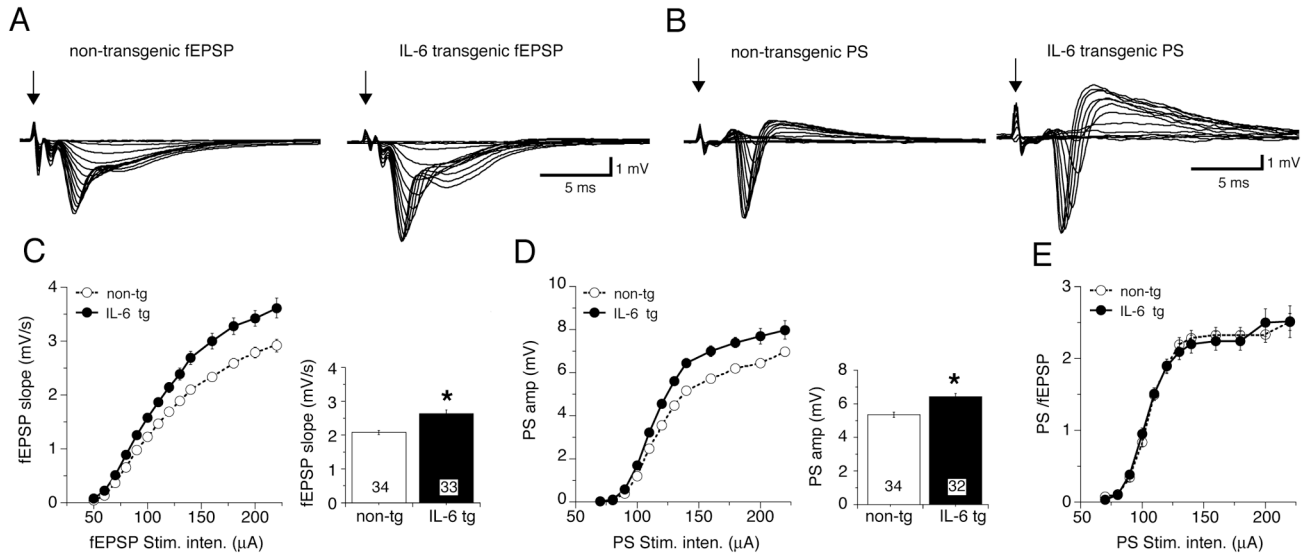 A
non-transgenic fEPSP
IL-6 transgenic fEPSP
1 mV
5 ms
B
non-transgenic PS
IL-6 transgenic PS
1 mV
5 ms
C
non-tg
IL-6 tg
fEPSP slope (mV/s)
4
3
2
1
0
50 75 100 125 150 175 200 225
fEPSP Stim. inten. (µA)
fEPSP slope (mV/s)
4
3
2
1
0
*
34
33
non-tg IL-6 tg
D
non-tg
IL-6 tg
PS amp (mV)
10
8
6
4
2
0
50 100 150 200
PS Stim. inten. (µA)
PS amp (mV)
8
6
4
2
0
*
34
32
non-tg IL-6 tg
E
non-tg
IL-6 tg
PS /fEPSP
3
2
1
0
50 100 150 200
PS Stim. inten. (µA)